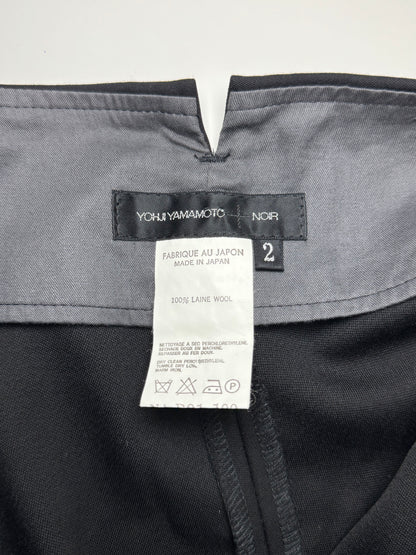 YOHJI YAMAMOTO + NOIR
2
FABRIQUE AU JAPON
MADE IN JAPAN
100% LAINE WOOL
NETTOYAGE A SEC PERCHLORETHYLENE.
SECHAGE DOUX EN MACHINE.
REPASSER AU FER DOUX.
DRY CLEAN PERCHLORETHYLENE.
TUMBLE DRY LOW.
WARM IRON.
P